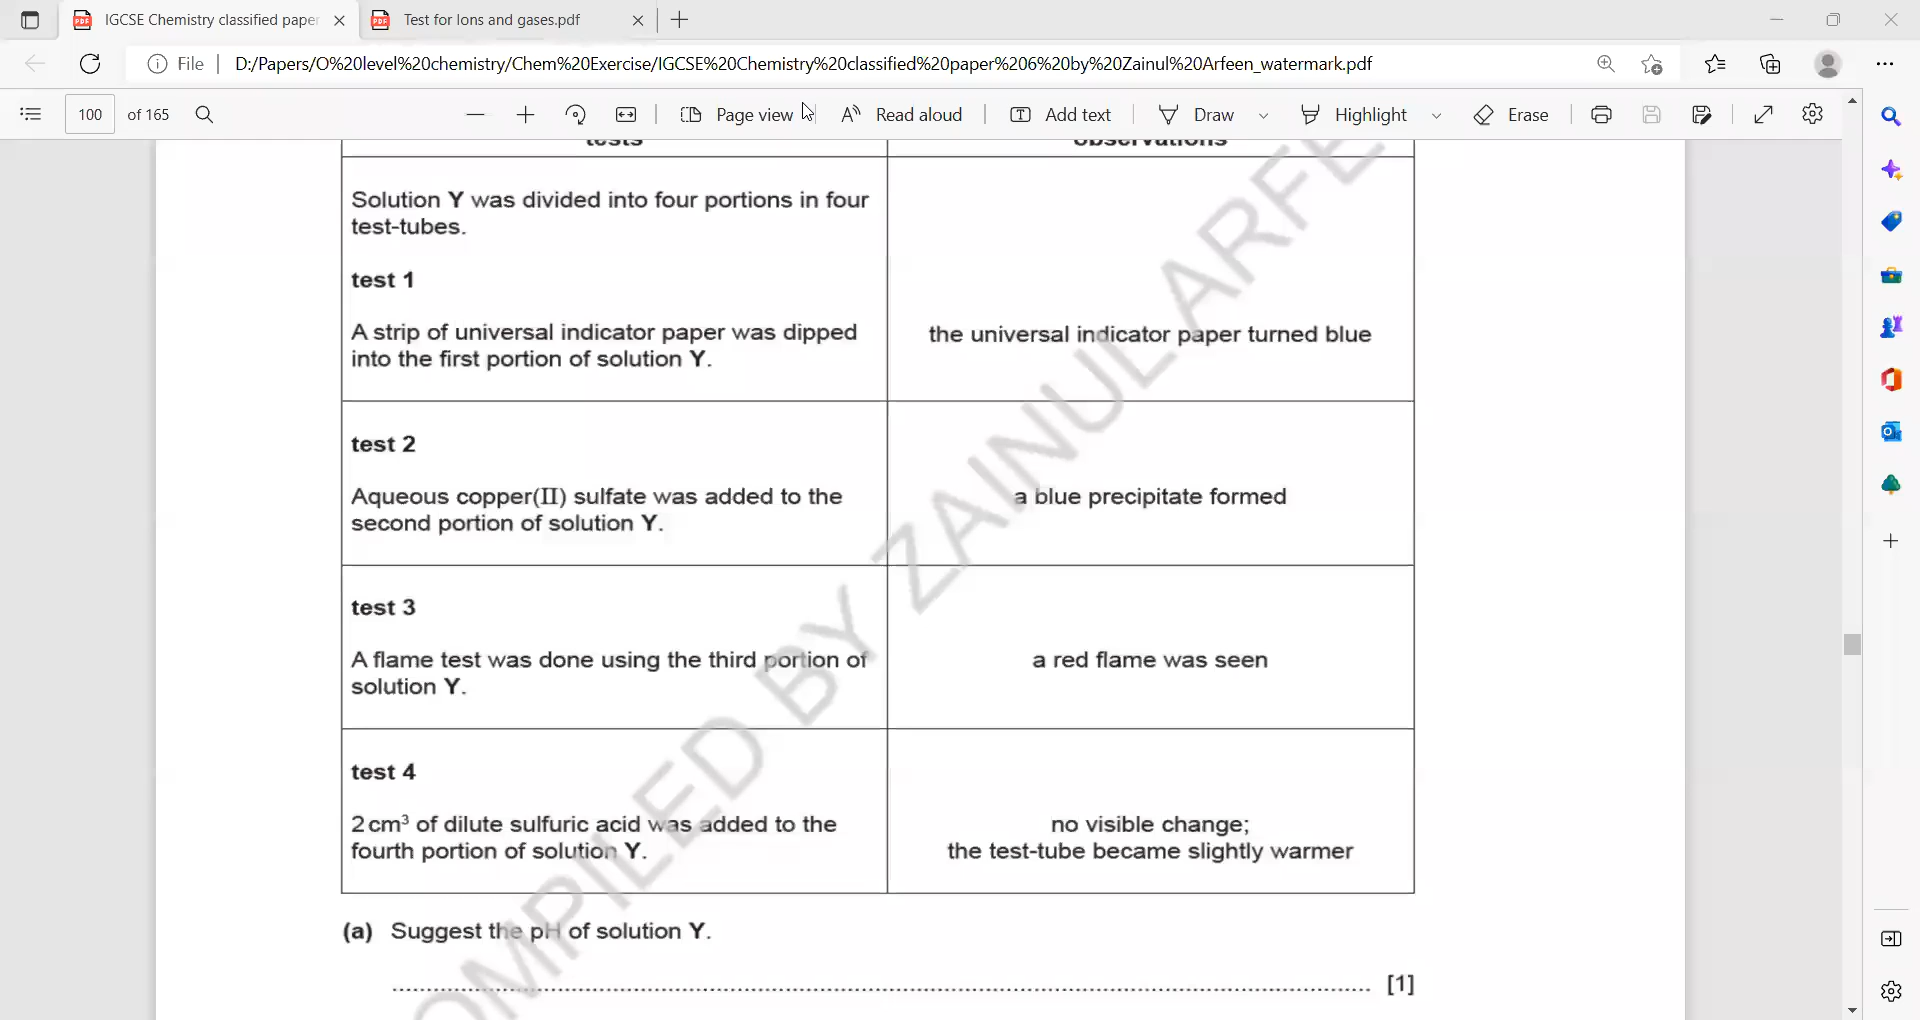 IGCSE Chemistry classified paper
Test for Ions and gases.pdf
File
D:/Papers/O%20level%20chemistry/Chem%20Exercise/IGCSE%20Chemistry%20classified%20paper%206%20by%20Zainul%20Arfeen_watermark.pdf
100 of 165
Page view
Read aloud
Add text
Draw
Highlight
Erase
tests
observations
Solution Y was divided into four portions in four
test-tubes.
test 1
A strip of universal indicator paper was dipped
into the first portion of solution Y.
the universal indicator paper turned blue
test 2
Aqueous copper(II) sulfate was added to the
second portion of solution Y.
a blue precipitate formed
test 3
A flame test was done using the third portion of
solution Y.
a red flame was seen
test 4
2 cm³ of dilute sulfuric acid was added to the
fourth portion of solution Y.
no visible change;
the test-tube became slightly warmer
(a) Suggest the pH of solution Y.
[1]
OMPILED BY ZAINUL ARFE